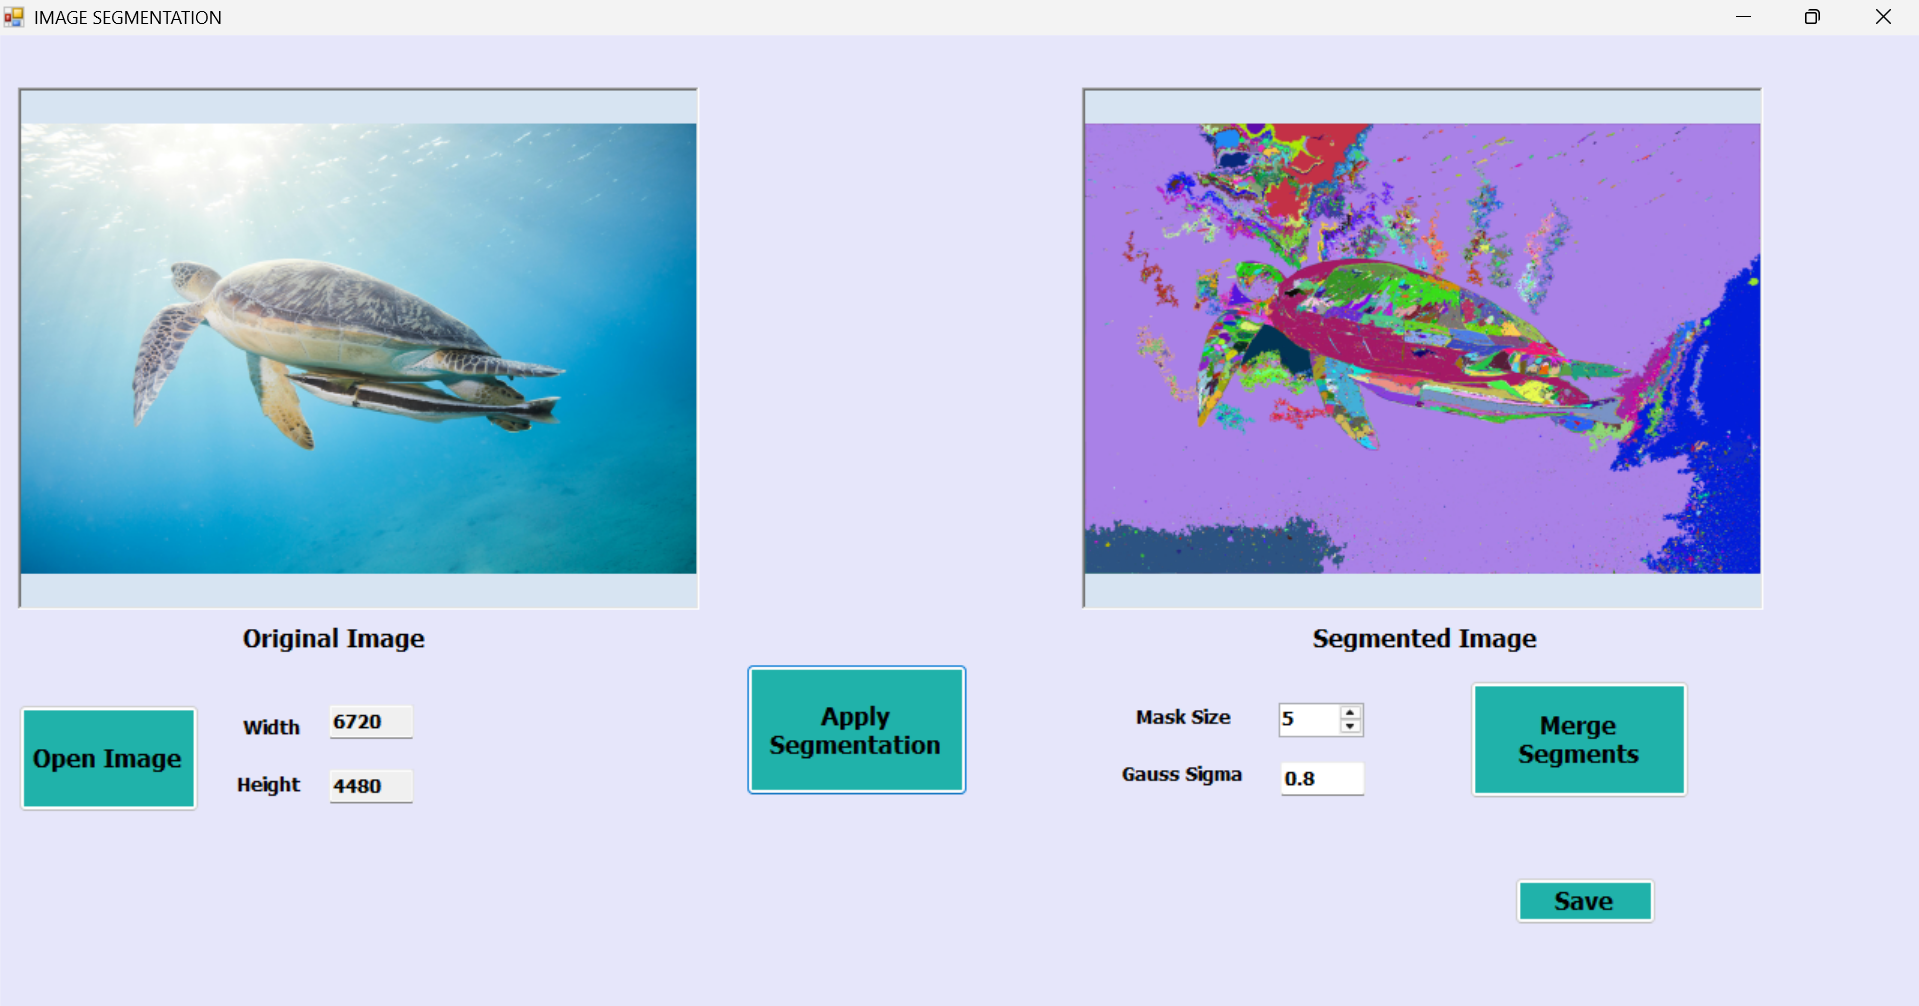 IMAGE SEGMENTATION
Original Image
Segmented Image
Open Image
Width 6720
Height 4480
Apply
Segmentation
Mask Size 5
Gauss Sigma 0.8
Merge
Segments
Save